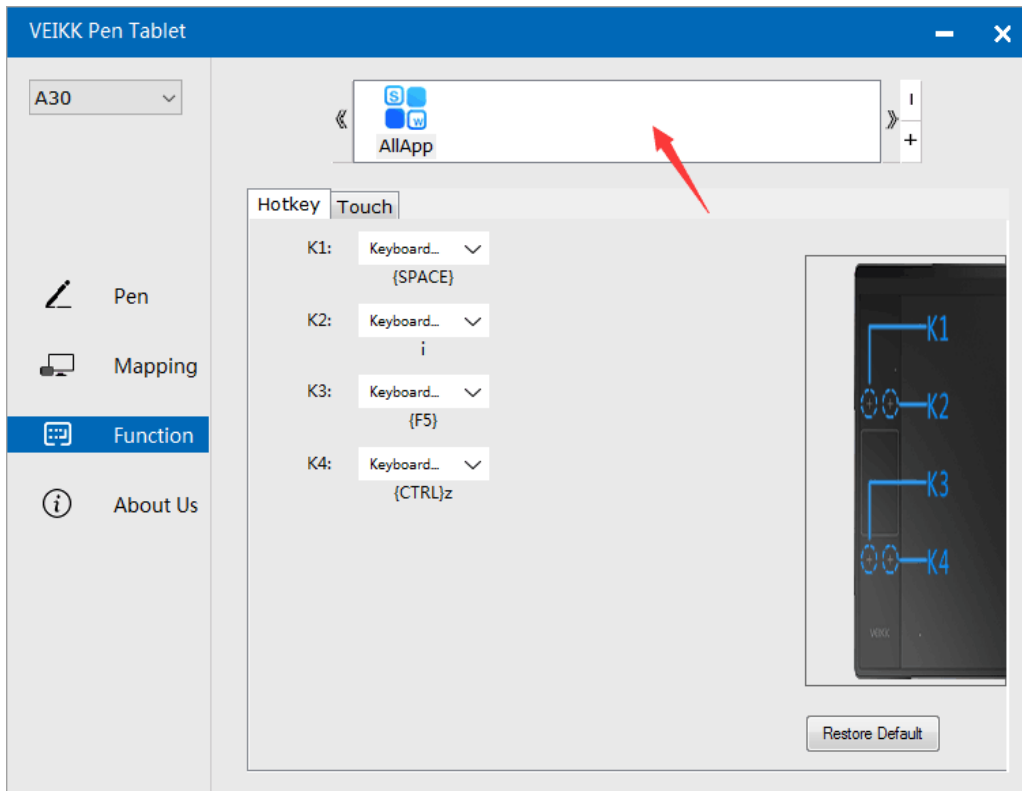 VEIKK Pen Tablet
A30
S
W
AllApp
Hotkey Touch
K1: Keyboard...
{SPACE}
K2: Keyboard...
i
K3: Keyboard...
{F5}
K4: Keyboard...
{CTRL}z
Pen
Mapping
Function
About Us
K1
K2
K3
K4
VEIKK
Restore Default